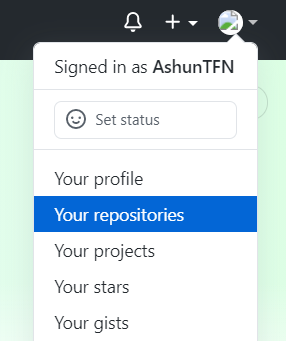 Signed in as AshunTFN
Set status
Your profile
Your repositories
Your projects
Your stars
Your gists